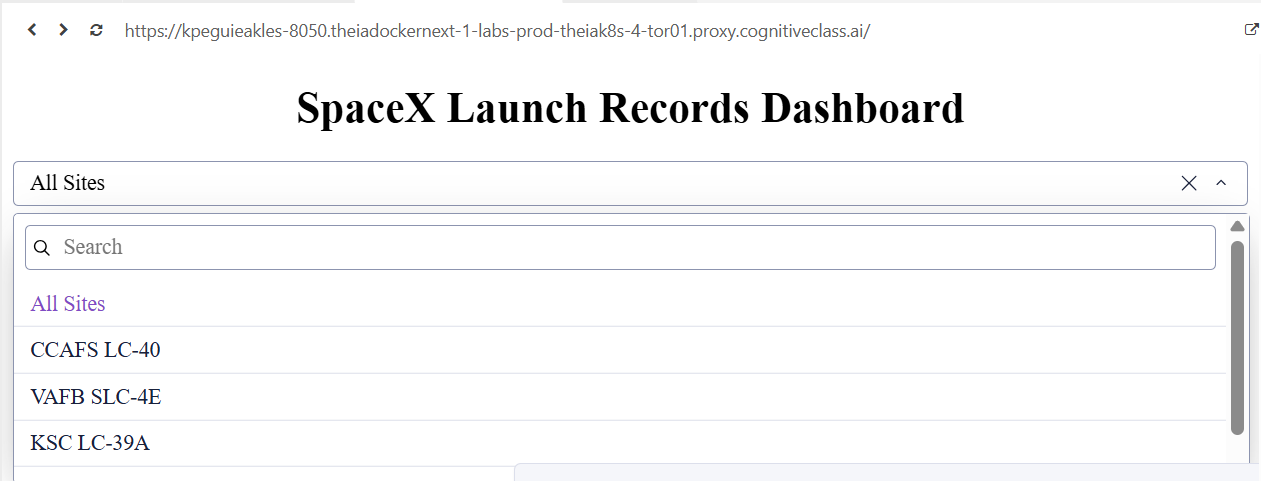 https://kpeguieakles-8050.theiadockernext-1-labs-prod-theiak8s-4-tor01.proxy.cognitiveclass.ai/
SpaceX Launch Records Dashboard
All Sites
Search
All Sites
CCAFS LC-40
VAFB SLC-4E
KSC LC-39A